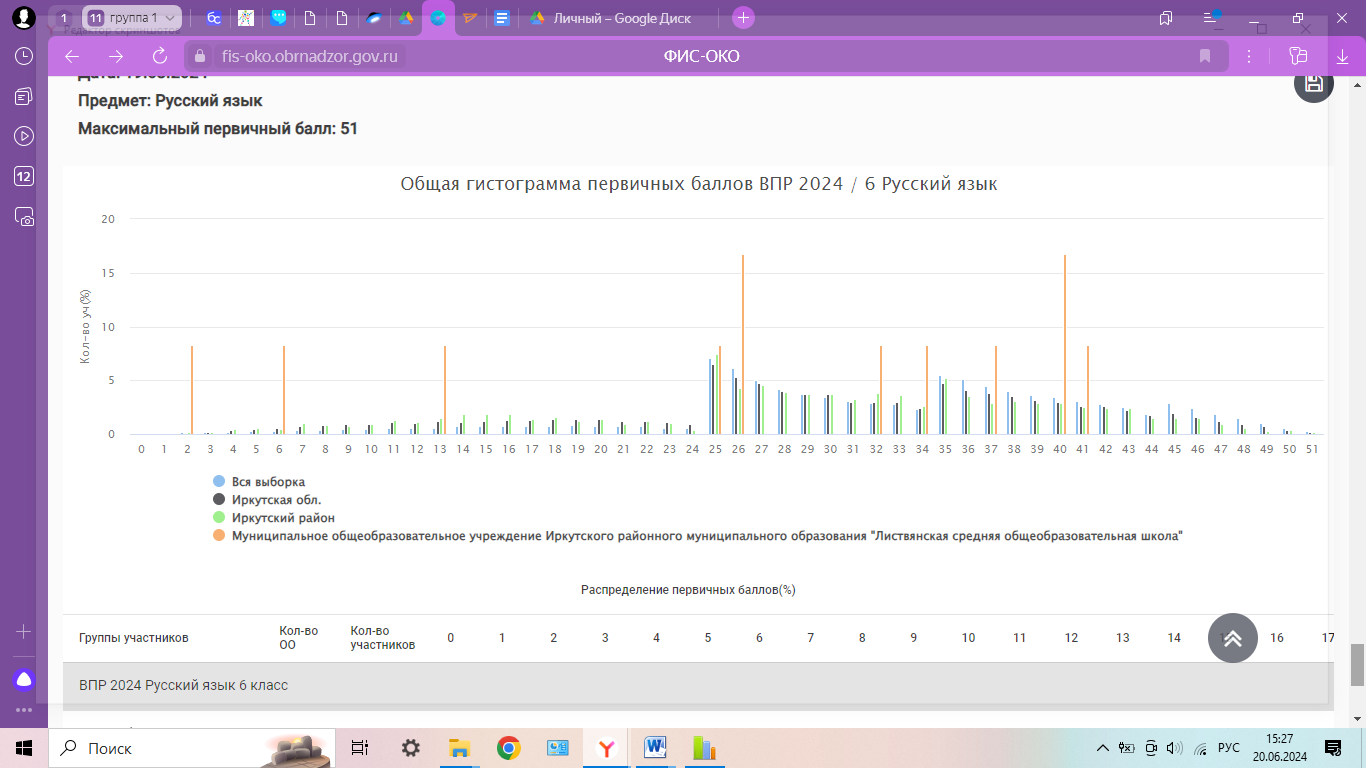 1
11 группа 1
Личный – Google Диск
Редактор скриншотов
fis-oko.obrnadzor.gov.ru
ФИС-ОКО
12
Предмет: Русский язык
Максимальный первичный балл: 51
Общая гистограмма первичных баллов ВПР 2024 / 6 Русский язык
20
15
10
5
0
Кол-во уч(%)
0 1 2 3 4 5 6 7 8 9 10 11 12 13 14 15 16 17 18 19 20 21 22 23 24 25 26 27 28 29 30 31 32 33 34 35 36 37 38 39 40 41 42 43 44 45 46 47 48 49 50 51
Вся выборка
Иркутская обл.
Иркутский район
Муниципальное общеобразовательное учреждение Иркутского районного муниципального образования "Листвянская средняя общеобразовательная школа"
Распределение первичных баллов(%)
Группы участников Кол-во ОО Кол-во участников 0 1 2 3 4 5 6 7 8 9 10 11 12 13 14 16 17
ВПР 2024 Русский язык 6 класс
Поиск
РУС
15:27
20.06.2024